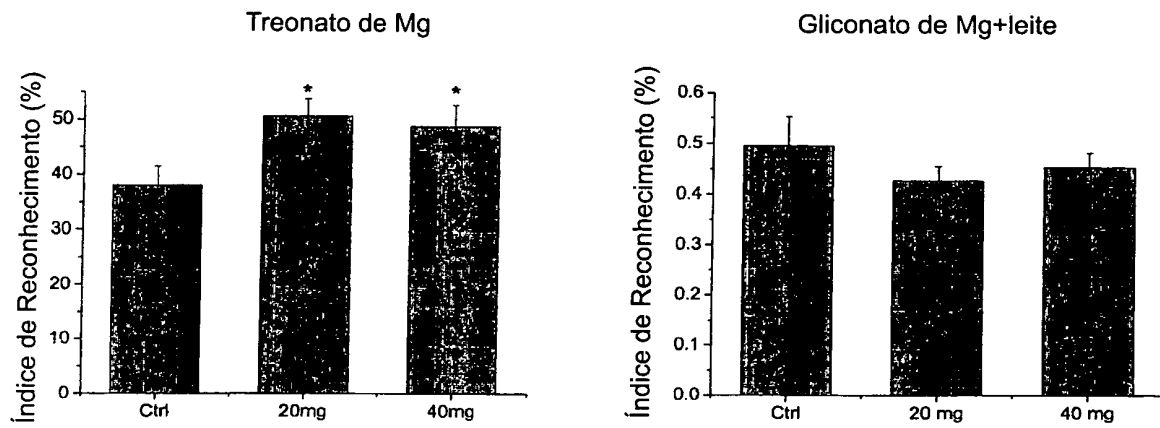 Treonato de Mg
Índice de Reconhecimento (%)
50
40
30
20
10
0
* *
Ctrl 20mg 40mg
Gliconato de Mg+leite
Índice de Reconhecimento (%)
0.6
0.5
0.4
0.3
0.2
0.1
0.0
Ctrl 20 mg 40 mg